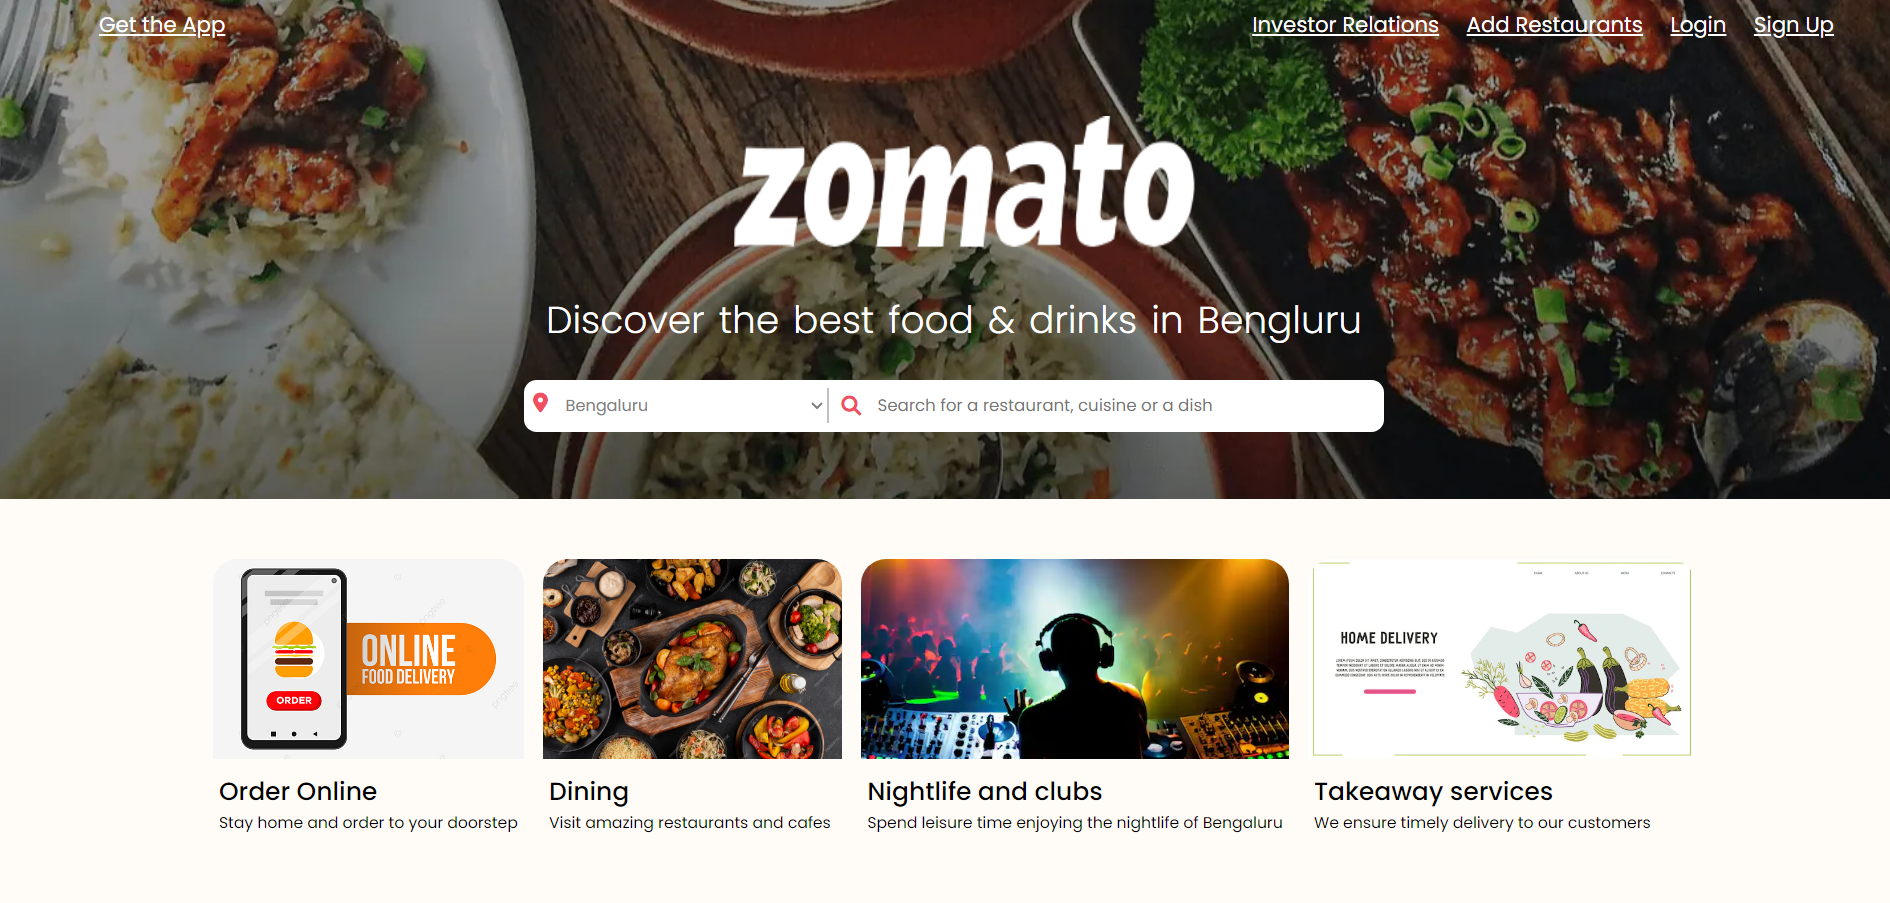 Get the App
Investor Relations
Add Restaurants
Login
Sign Up
zomato
Discover the best food & drinks in Bengluru
Bengaluru
Search for a restaurant, cuisine or a dish
ORDER
ONLINE
FOOD DELIVERY
HOME DELIVERY
Order Online
Stay home and order to your doorstep
Dining
Visit amazing restaurants and cafes
Nightlife and clubs
Spend leisure time enjoying the nightlife of Bengaluru
Takeaway services
We ensure timely delivery to our customers